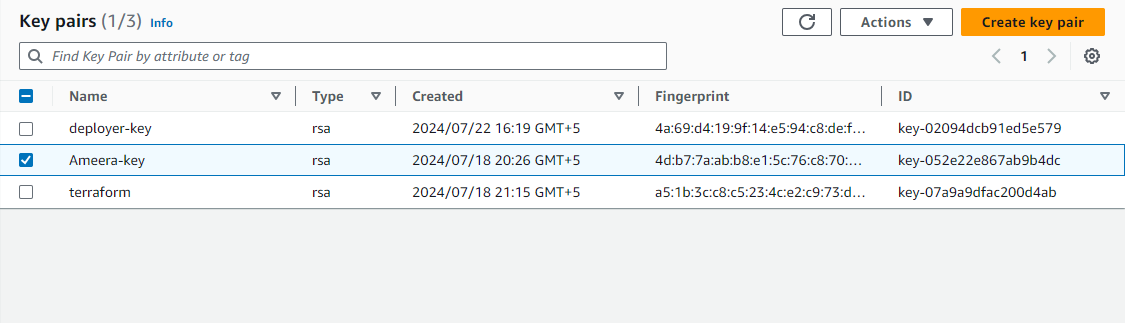 Key pairs (1/3) Info Actions Create key pair
Find Key Pair by attribute or tag 1
Name Type Created Fingerprint ID
deployer-key rsa 2024/07/22 16:19 GMT+5 4a:69:d4:19:9f:14:e5:94:c8:de:f... key-02094dcb91ed5e579
Ameera-key rsa 2024/07/18 20:26 GMT+5 4d:b7:7a:ab:b8:e1:5c:76:c8:70:... key-052e22e867ab9b4dc
terraform rsa 2024/07/18 21:15 GMT+5 a5:1b:3c:c8:c5:23:4c:e2:c9:73:d... key-07a9a9dfac200d4ab